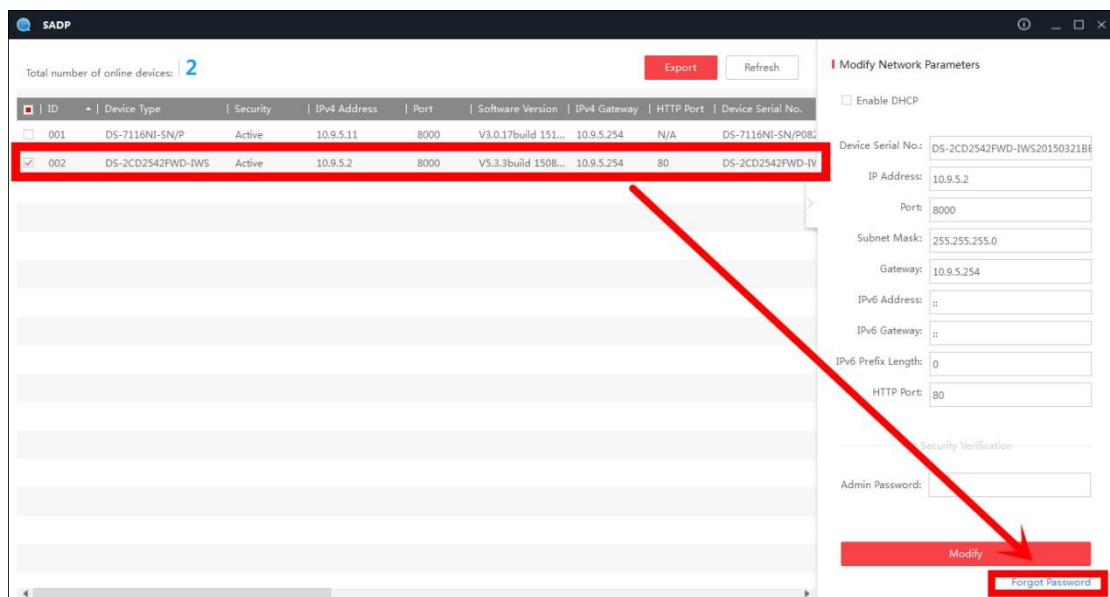 SADP
Total number of online devices: 2
Export
Refresh
ID Device Type Security IPv4 Address Port Software Version IPv4 Gateway HTTP Port Device Serial No.
001 DS-7116NI-SN/P Active 10.9.5.11 8000 V3.0.17build 151... 10.9.5.254 N/A DS-7116NI-SN/P082
002 DS-2CD2542FWD-IWS Active 10.9.5.2 8000 V5.3.3build 1508... 10.9.5.254 80 DS-2CD2542FWD-IV
Modify Network Parameters
Enable DHCP
Device Serial No.: DS-2CD2542FWD-IWS20150321BE
IP Address: 10.9.5.2
Port: 8000
Subnet Mask: 255.255.255.0
Gateway: 10.9.5.254
IPv6 Address: ::
IPv6 Gateway: ::
IPv6 Prefix Length: 0
HTTP Port: 80
Security Verification
Admin Password:
Modify
Forgot Password